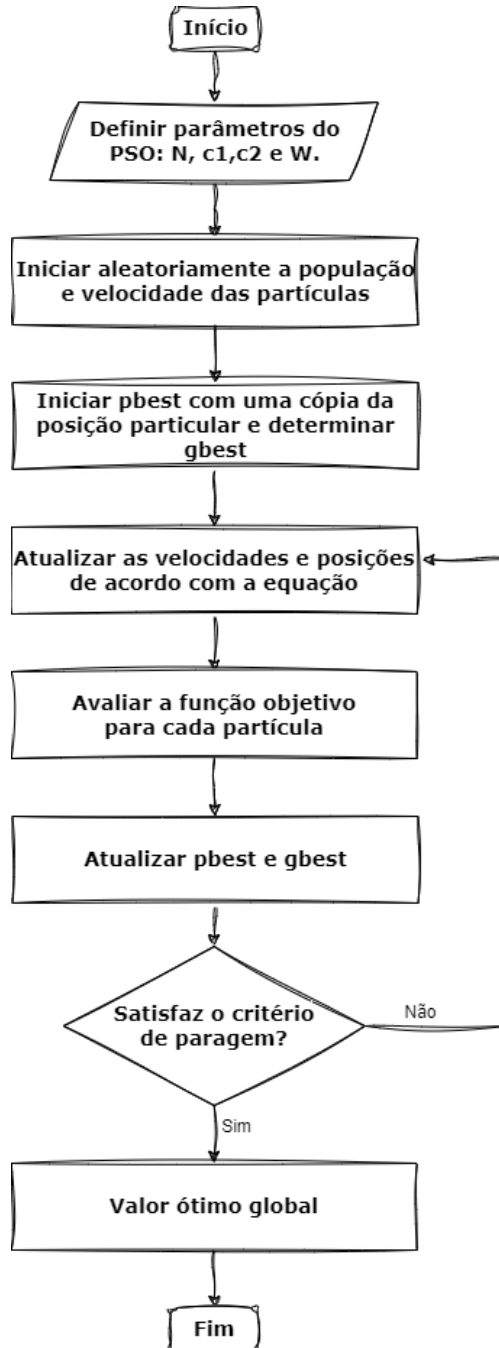 Início
Definir parâmetros do
PSO: N, c1,c2 e W.
Iniciar aleatoriamente a população
e velocidade das partículas
Iniciar pbest com uma cópia da
posição particular e determinar
gbest
Atualizar as velocidades e posições
de acordo com a equação
Avaliar a função objetivo
para cada partícula
Atualizar pbest e gbest
Satisfaz o critério
de paragem?
Não
Sim
Valor ótimo global
Fim